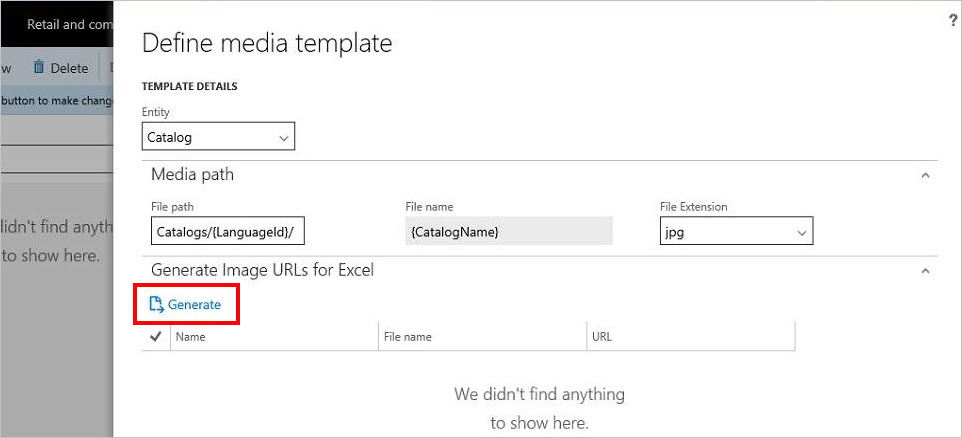 Retail and com
?
Define media template
w Delete
TEMPLATE DETAILS
button to make change
Entity
Catalog
Media path
File path File name File Extension
Catalogs/{LanguageId}/ {CatalogName} jpg
idn't find anyth
to show here.
Generate Image URLs for Excel
Generate
Name File name URL
We didn't find anything
to show here.